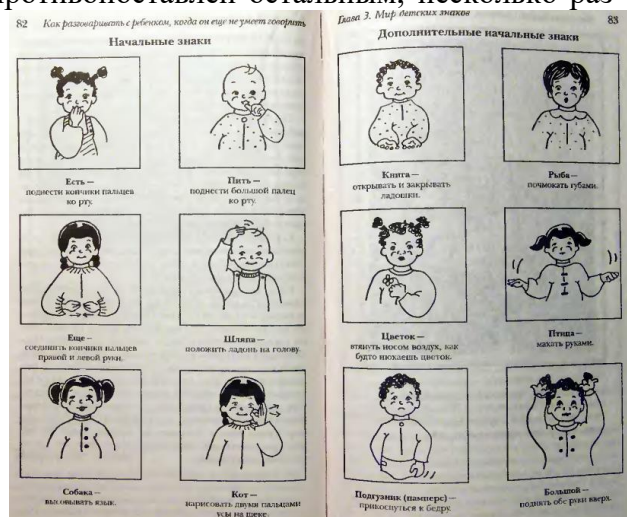 противопоставлен остальным, несколько раз
82 Как разговаривать с ребенком, когда он еще не умеет говорить
Начальные знаки
Есть —
поднести кончики пальцев
ко рту.
Пить —
поднести большой палец
ко рту.
Еще —
соединить кончики пальцев
правой и левой руки.
Шляпа —
положить ладонь на голову.
Собака —
высовывать язык.
Кот —
нарисовать двумя пальцами
усы на щеке.
Глава 3. Мир детских знаков 83
Дополнительные начальные знаки
Книга —
открывать и закрывать
ладошки.
Рыба —
почмокать губами.
Цветок —
втянуть носом воздух, как
будто нюхаешь цветок.
Птица —
махать руками.
Подгузник (памперс) —
прикоснуться к бедру.
Большой —
поднять обе руки вверх.